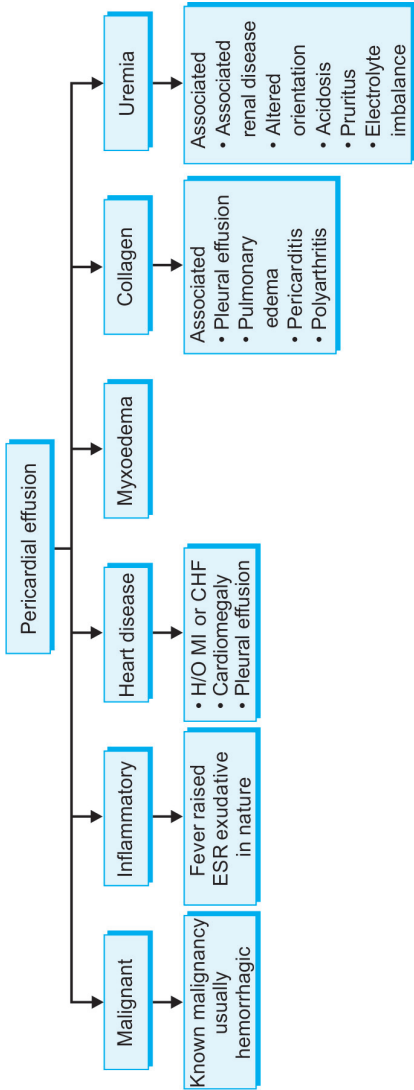 Pericardial effusion
Malignant
Inflammatory
Heart disease
Myxoedema
Collagen
Uremia
Known malignancy
usually
hemorrhagic
Fever raised
ESR exudative
in nature
• H/O MI or CHF
• Cardiomegaly
• Pleural effusion
Associated
• Pleural effusion
• Pulmonary
edema
• Pericarditis
• Polyarthritis
Associated
• Associated
renal disease
• Altered
orientation
• Acidosis
• Pruritus
• Electrolyte
imbalance